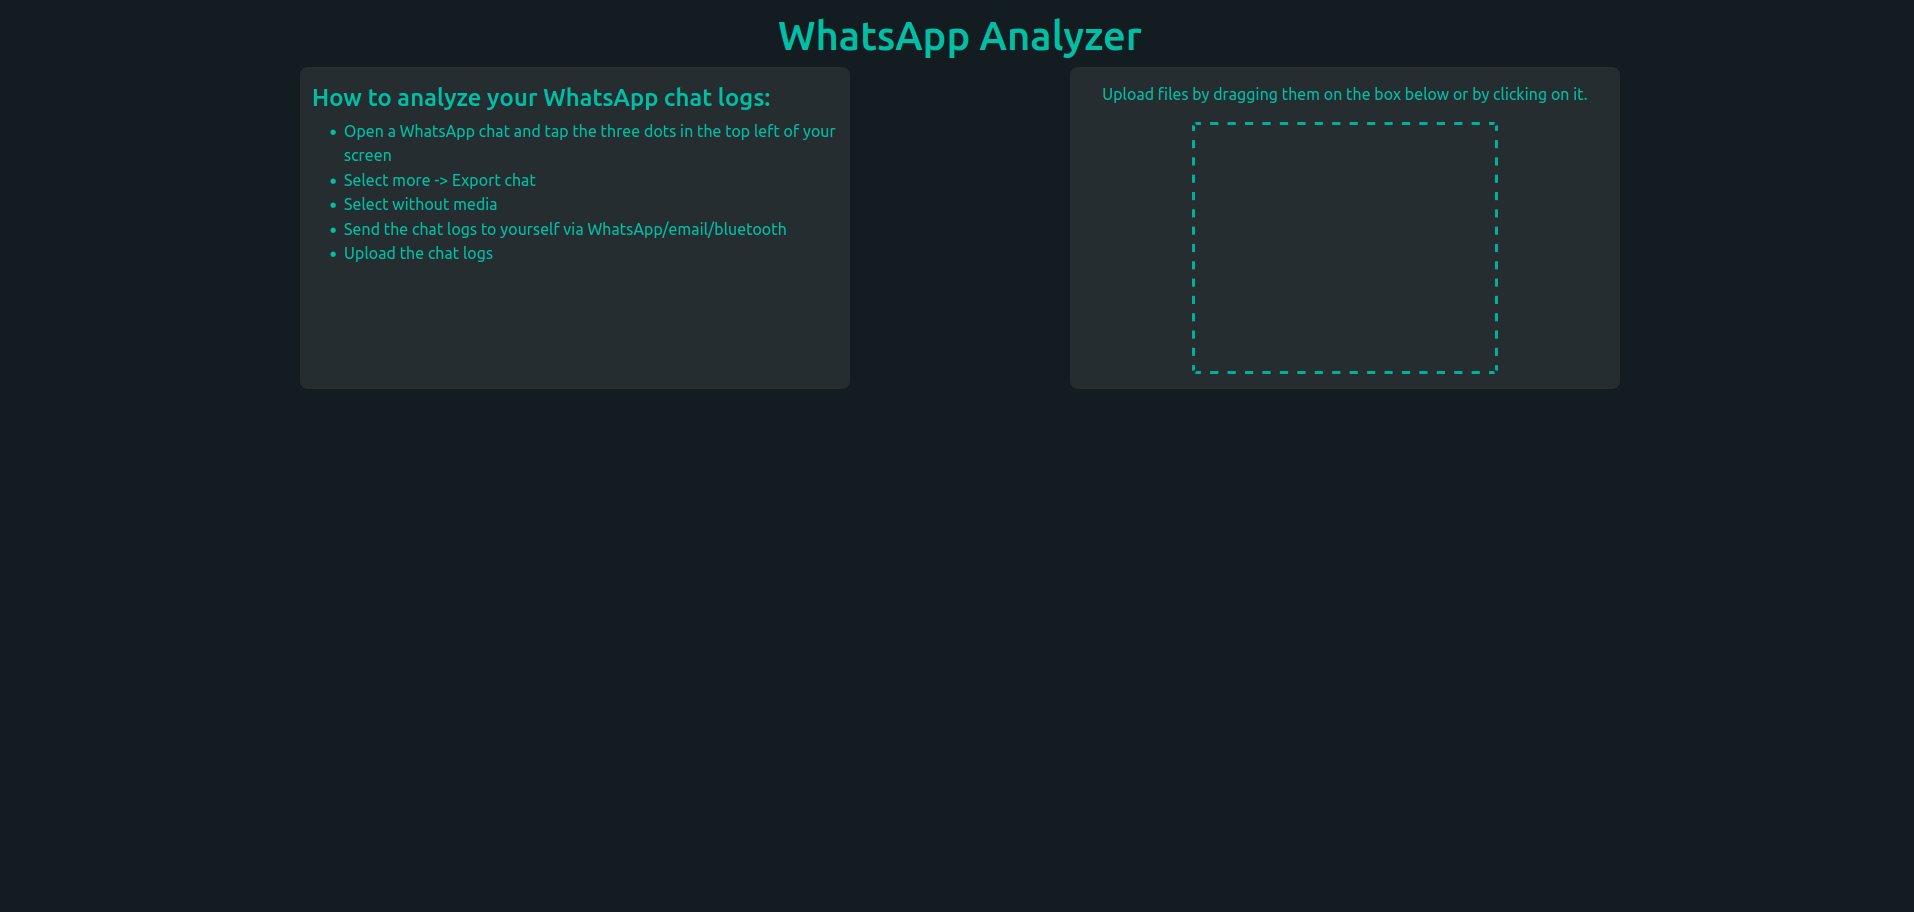 WhatsApp Analyzer
How to analyze your WhatsApp chat logs:
Open a WhatsApp chat and tap the three dots in the top left of your
screen
Select more -> Export chat
Select without media
Send the chat logs to yourself via WhatsApp/email/bluetooth
Upload the chat logs
Upload files by dragging them on the box below or by clicking on it.